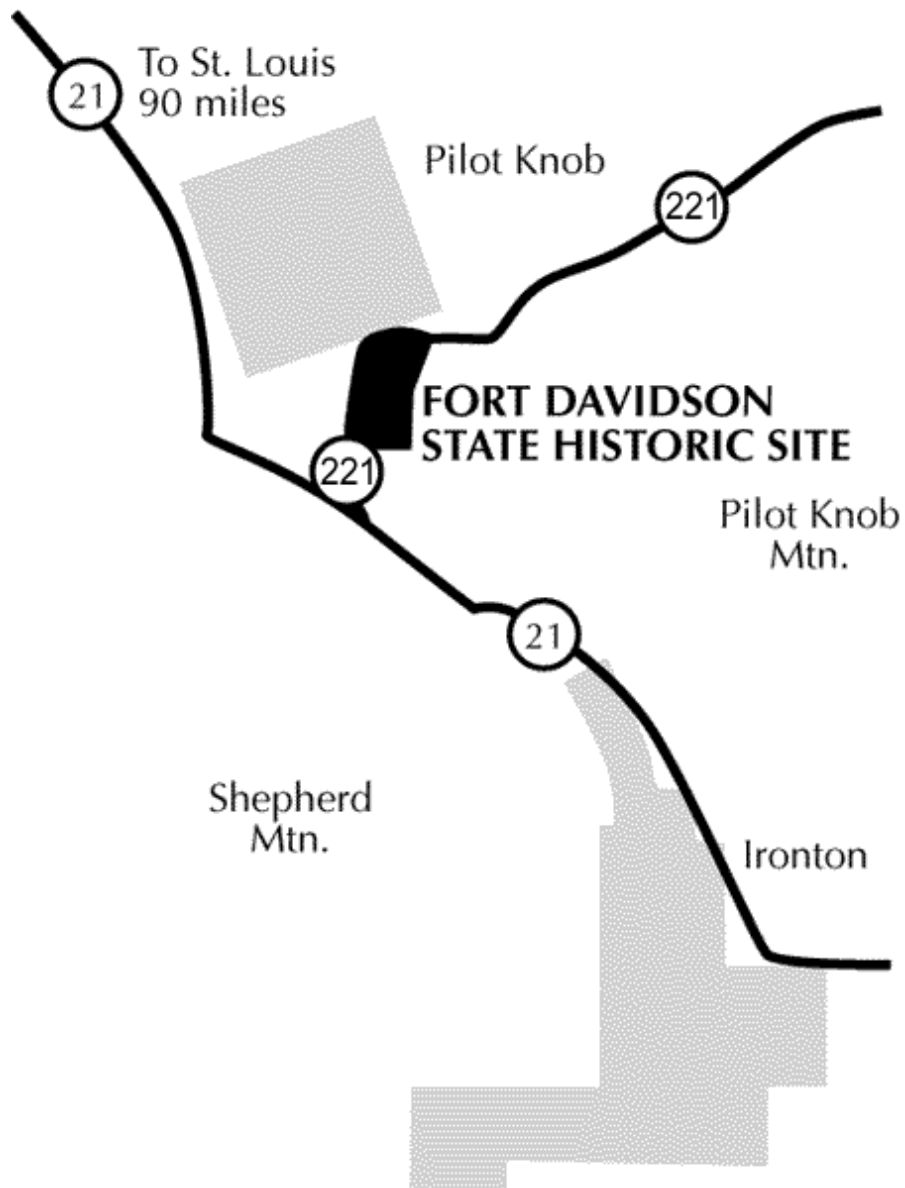 To St. Louis
90 miles
21
Pilot Knob
221
FORT DAVIDSON
STATE HISTORIC SITE
221
Pilot Knob
Mtn.
21
Shepherd
Mtn.
Ironton